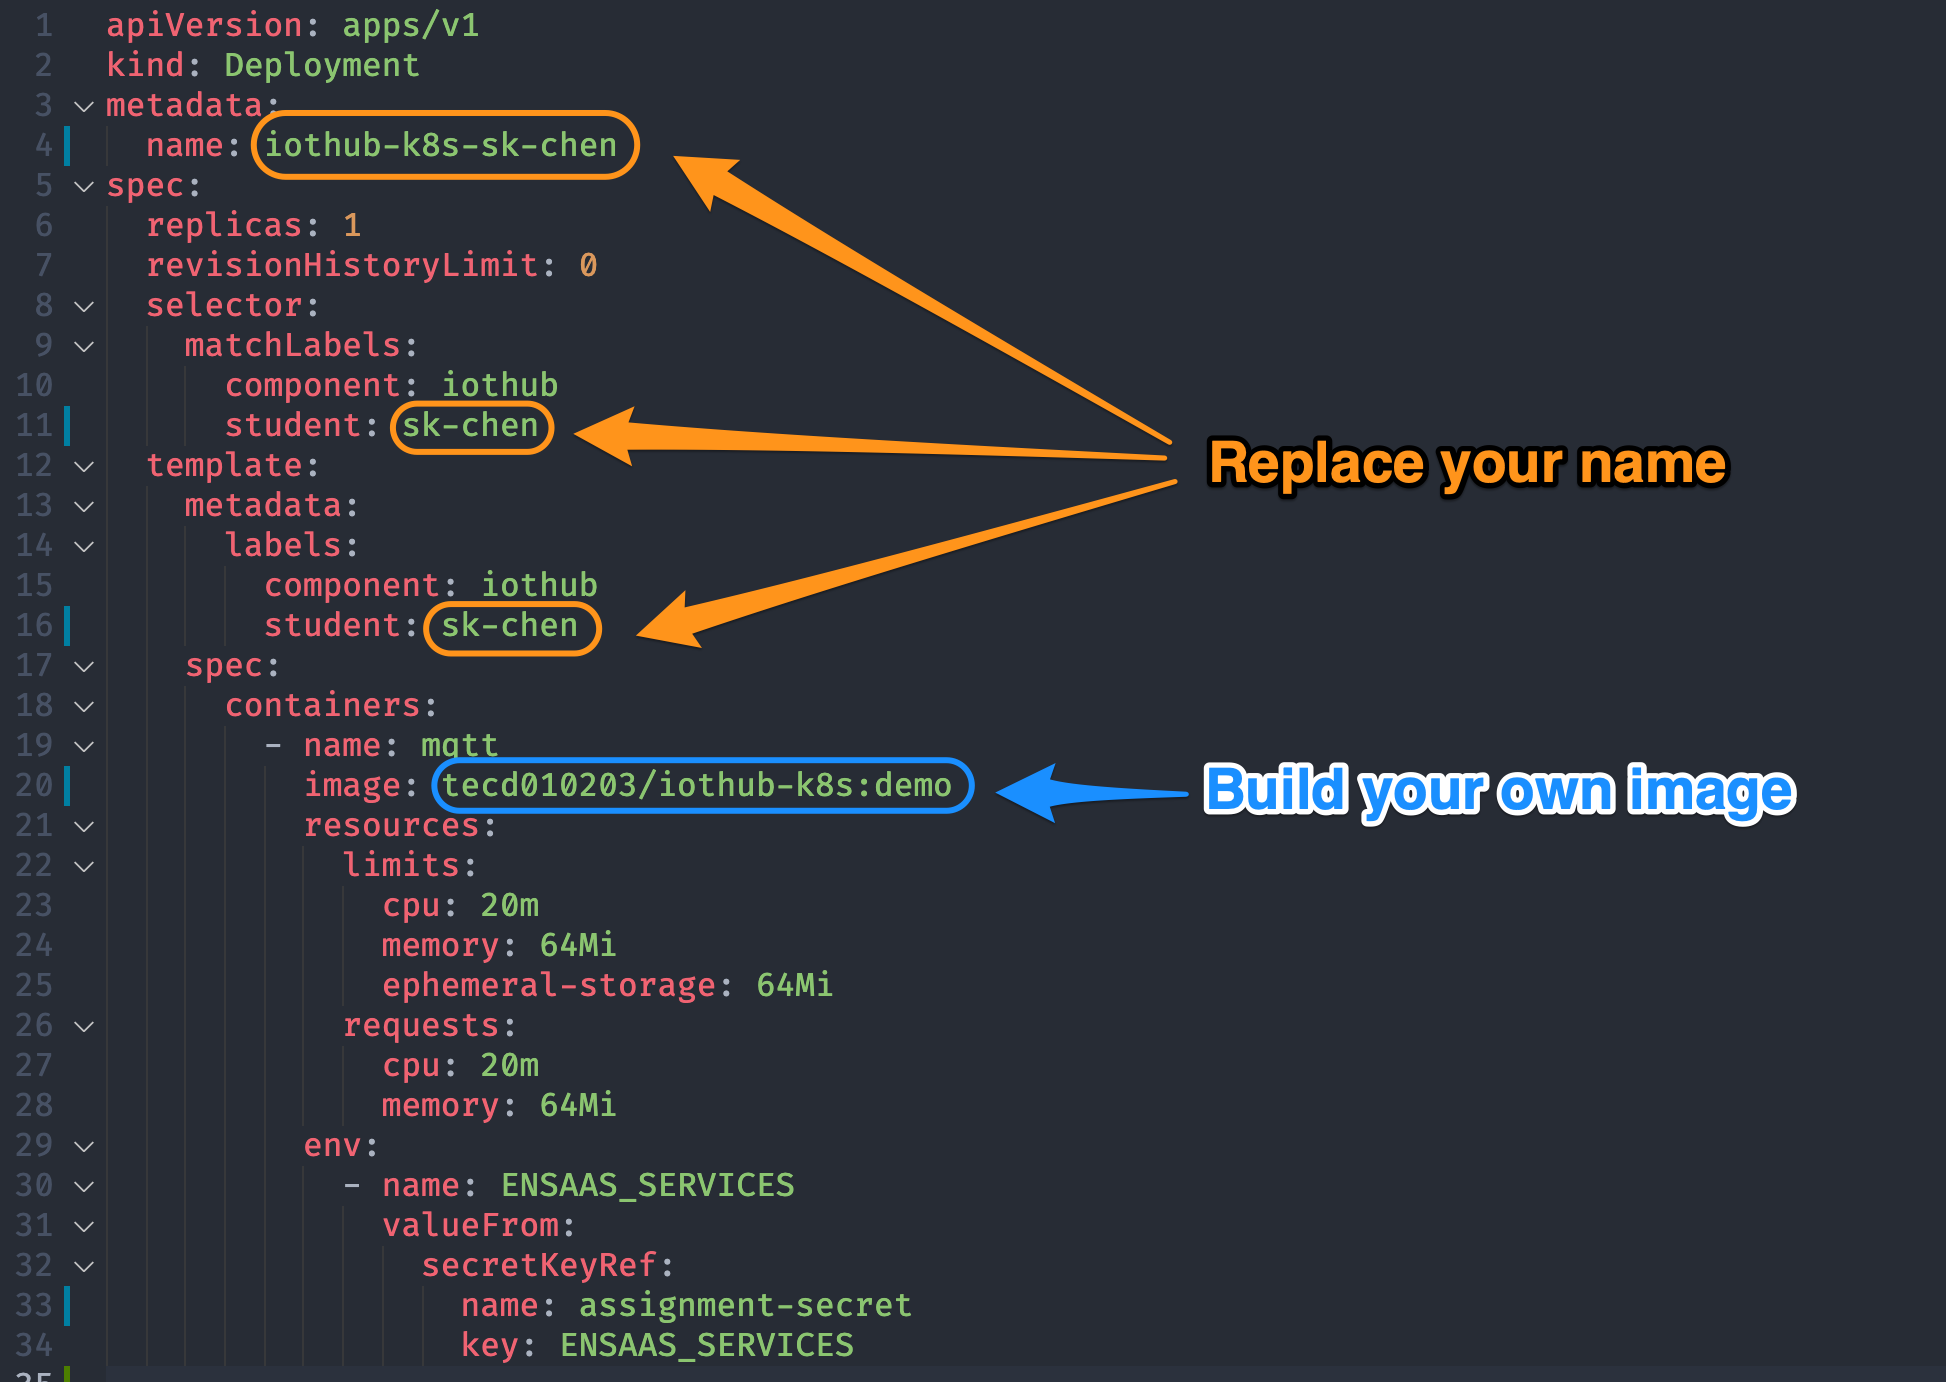 1 apiVersion: apps/v1
2 kind: Deployment
3 metadata:
4 name: iothub-k8s-sk-chen
5 spec:
6 replicas: 1
7 revisionHistoryLimit: 0
8 selector:
9 matchLabels:
10 component: iothub
11 student: sk-chen
12 template:
13 metadata:
14 labels:
15 component: iothub
16 student: sk-chen
17 spec:
18 containers:
19 - name: mqtt
20 image: tecd010203/iothub-k8s:demo
21 resources:
22 limits:
23 cpu: 20m
24 memory: 64Mi
25 ephemeral-storage: 64Mi
26 requests:
27 cpu: 20m
28 memory: 64Mi
29 env:
30 - name: ENSAAS_SERVICES
31 valueFrom:
32 secretKeyRef:
33 name: assignment-secret
34 key: ENSAAS_SERVICES
35
Replace your name
Build your own image